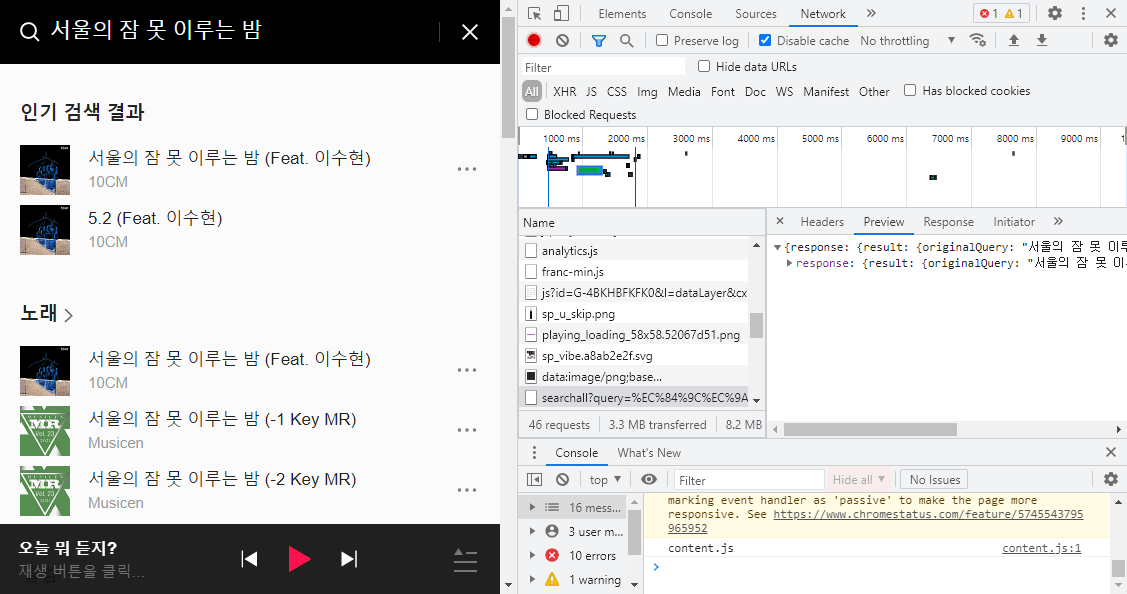 서울의 잠 못 이루는 밤
인기 검색 결과
서울의 잠 못 이루는 밤 (Feat. 이수현)
10CM
5.2 (Feat. 이수현)
10CM
노래
서울의 잠 못 이루는 밤 (Feat. 이수현)
10CM
서울의 잠 못 이루는 밤 (-1 Key MR)
Musicen
서울의 잠 못 이루는 밤 (-2 Key MR)
Musicen
오늘 뭐 듣지?
재생 버튼을 클릭...
Elements Console Sources Network 1 1
Preserve log Disable cache No throttling
Filter Hide data URLs
All XHR JS CSS Img Media Font Doc WS Manifest Other Has blocked cookies
Blocked Requests
1000 ms 2000 ms 3000 ms 4000 ms 5000 ms 6000 ms 7000 ms 8000 ms 9000 ms
Name
analytics.js
franc-min.js
js?id=G-4BKHBFKFK0&l=dataLayer&cx
sp_u_skip.png
playing_loading_58x58.52067d51.png
sp_vibe.a8ab2e2f.svg
data:image/png;base...
searchall?query=%EC%84%9C%EC%9A
46 requests 3.3 MB transferred 8.2 MB
Headers Preview Response Initiator
{response: {result: {originalQuery: "서울의 잠 못 이루
response: {result: {originalQuery: "서울의 잠 못 이
Console What's New
top Filter Hide all No Issues
16 mess...
3 user m...
10 errors
1 warning
marking event handler as 'passive' to make the page more
responsive. See https://www.chromestatus.com/feature/5745543795
965952
content.js content.js:1